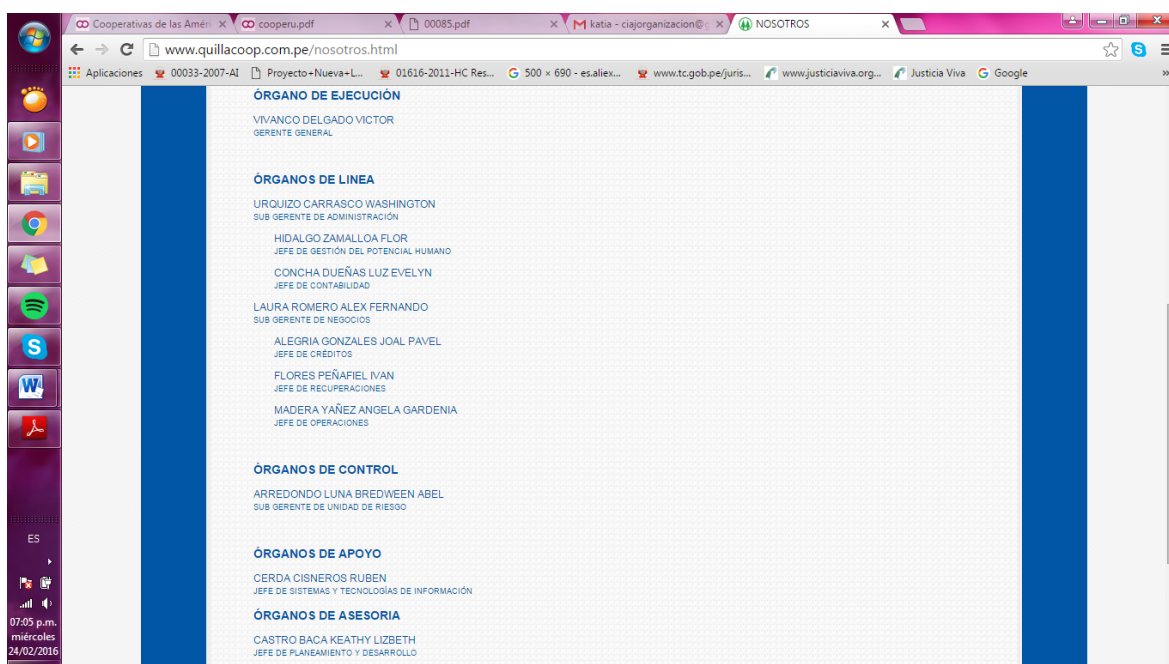 Cooperativas de las Améri
cooperu.pdf
00085.pdf
katia - ciajorganizacion@g
NOSOTROS
www.quillacoop.com.pe/nosotros.html
Aplicaciones
00033-2007-AI
Proyecto+Nueva+L...
01616-2011-HC Res...
500 × 690 - es.aliex...
www.tc.gob.pe/juris...
www.justiciaviva.org...
Justicia Viva
Google
ÓRGANO DE EJECUCIÓN
VIVANCO DELGADO VICTOR
GERENTE GENERAL
ÓRGANOS DE LINEA
URQUIZO CARRASCO WASHINGTON
SUB GERENTE DE ADMINISTRACIÓN
HIDALGO ZAMALLOA FLOR
JEFE DE GESTIÓN DEL POTENCIAL HUMANO
CONCHA DUEÑAS LUZ EVELYN
JEFE DE CONTABILIDAD
LAURA ROMERO ALEX FERNANDO
SUB GERENTE DE NEGOCIOS
ALEGRIA GONZALES JOAL PAVEL
JEFE DE CRÉDITOS
FLORES PEÑAFIEL IVAN
JEFE DE RECUPERACIONES
MADERA YAÑEZ ANGELA GARDENIA
JEFE DE OPERACIONES
ÓRGANOS DE CONTROL
ARREDONDO LUNA BREDWEEN ABEL
SUB GERENTE DE UNIDAD DE RIESGO
ÓRGANOS DE APOYO
CERDA CISNEROS RUBEN
JEFE DE SISTEMAS Y TECNOLOGÍAS DE INFORMACIÓN
ÓRGANOS DE ASESORIA
CASTRO BACA KEATHY LIZBETH
JEFE DE PLANEAMIENTO Y DESARROLLO
ES
07:05 p.m.
miércoles
24/02/2016